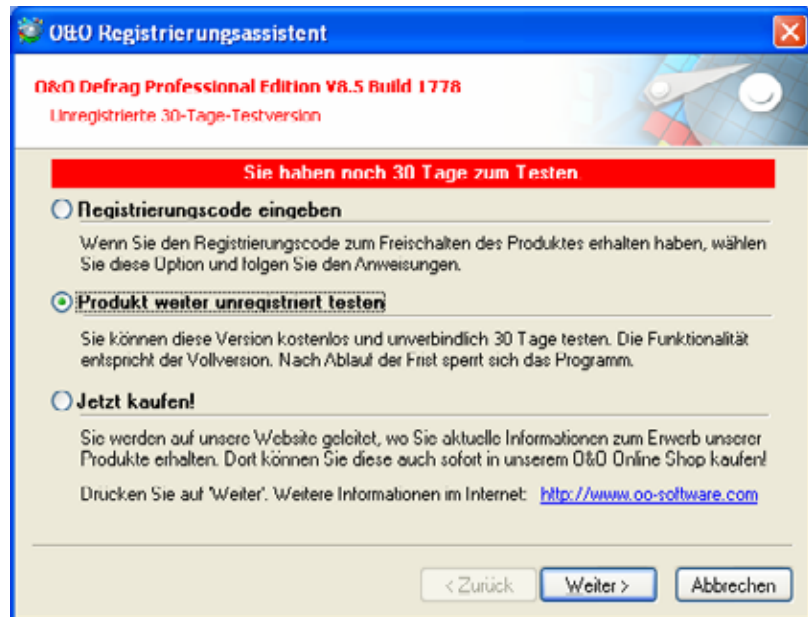 O&O Registrierungsassistent
O&O Defrag Professional Edition V8.5 Build 1778
Unregistrierte 30-Tage-Testversion
Sie haben noch 30 Tage zum Testen.
Registrierungscode eingeben
Wenn Sie den Registrierungscode zum Freischalten des Produktes erhalten haben, wählen
Sie diese Option und folgen Sie den Anweisungen.
Produkt weiter unregistriert testen
Sie können diese Version kostenlos und unverbindlich 30 Tage testen. Die Funktionalität
entspricht der Vollversion. Nach Ablauf der Frist sperrt sich das Programm.
Jetzt kaufen!
Sie werden auf unsere Website geleitet, wo Sie aktuelle Informationen zum Erwerb unserer
Produkte erhalten. Dort können Sie diese auch sofort in unserem O&O Online Shop kaufen!
Drücken Sie auf 'Weiter'. Weitere Informationen im Internet: http://www.oo-software.com
< Zurück Weiter > Abbrechen